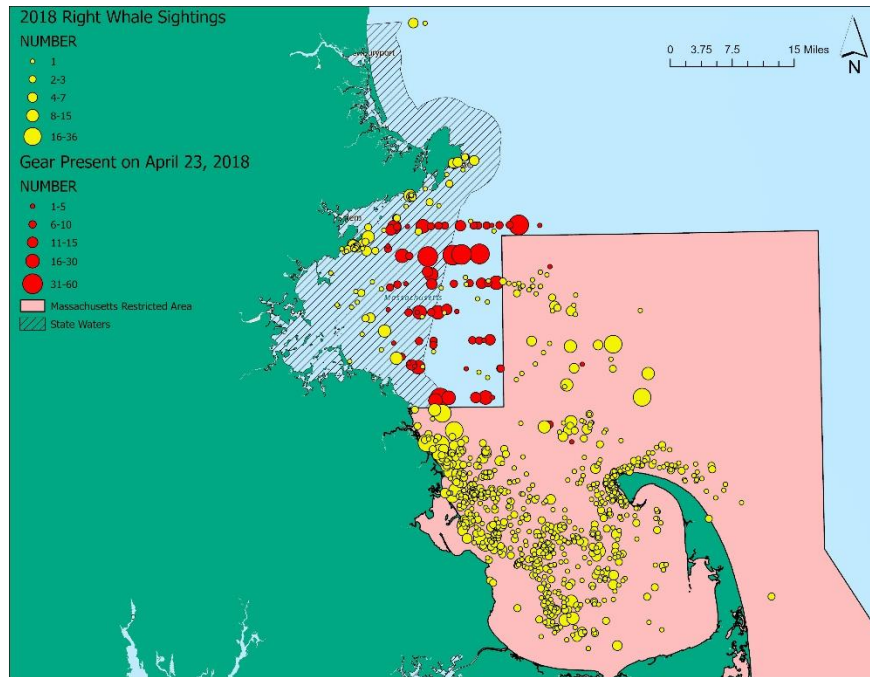 2018 Right Whale Sightings
NUMBER
1
2-3
4-7
8-15
16-36
Gear Present on April 23, 2018
NUMBER
1-5
6-10
11-15
16-30
31-60
Massachusetts Restricted Area
State Waters
0 3.75 7.5 15 Miles
N
Massachusetts